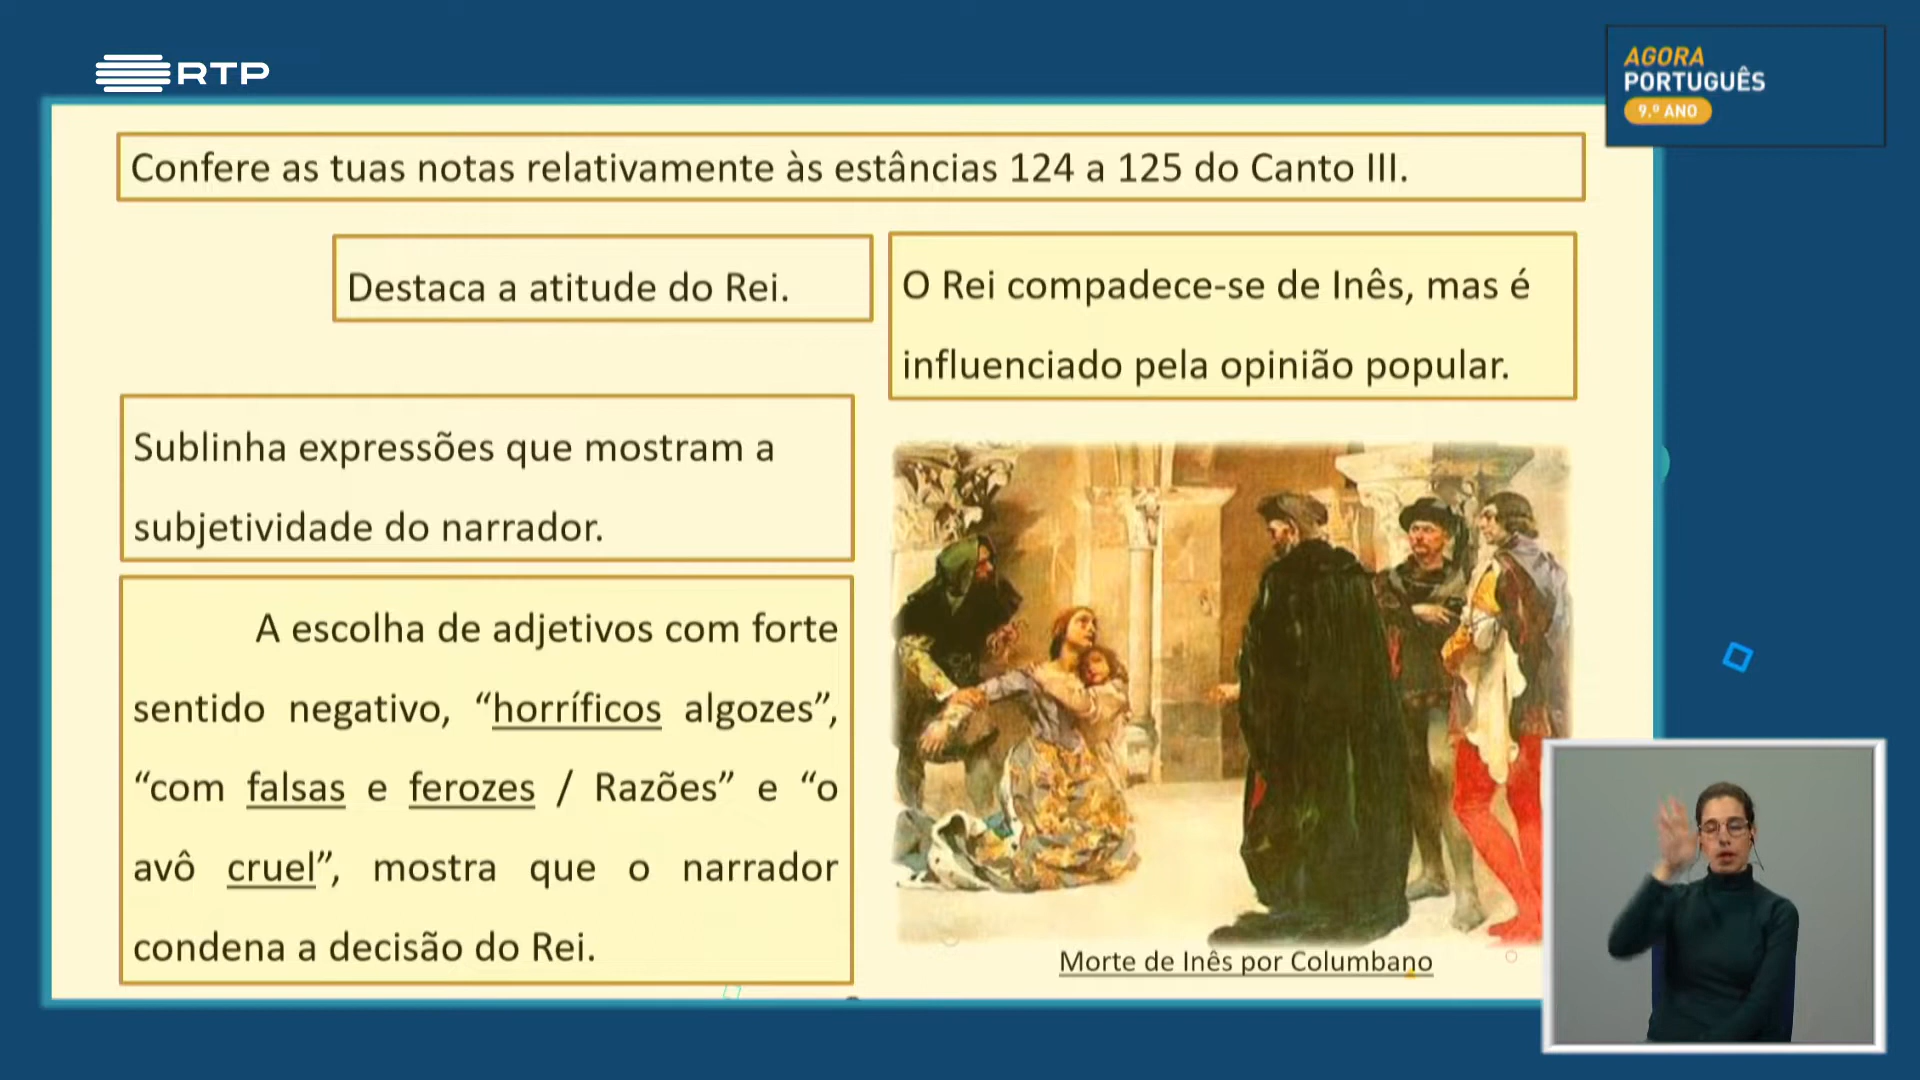 RTP
AGORA
PORTUGUÊS
9.º ANO
Confere as tuas notas relativamente às estâncias 124 a 125 do Canto III.
Destaca a atitude do Rei.
O Rei compadece-se de Inês, mas é
influenciado pela opinião popular.
Sublinha expressões que mostram a
subjetividade do narrador.
A escolha de adjetivos com forte
sentido negativo, “horríficos algozes”,
“com falsas e ferozes / Razões” e “o
avô cruel”, mostra que o narrador
condena a decisão do Rei.
Morte de Inês por Columbano